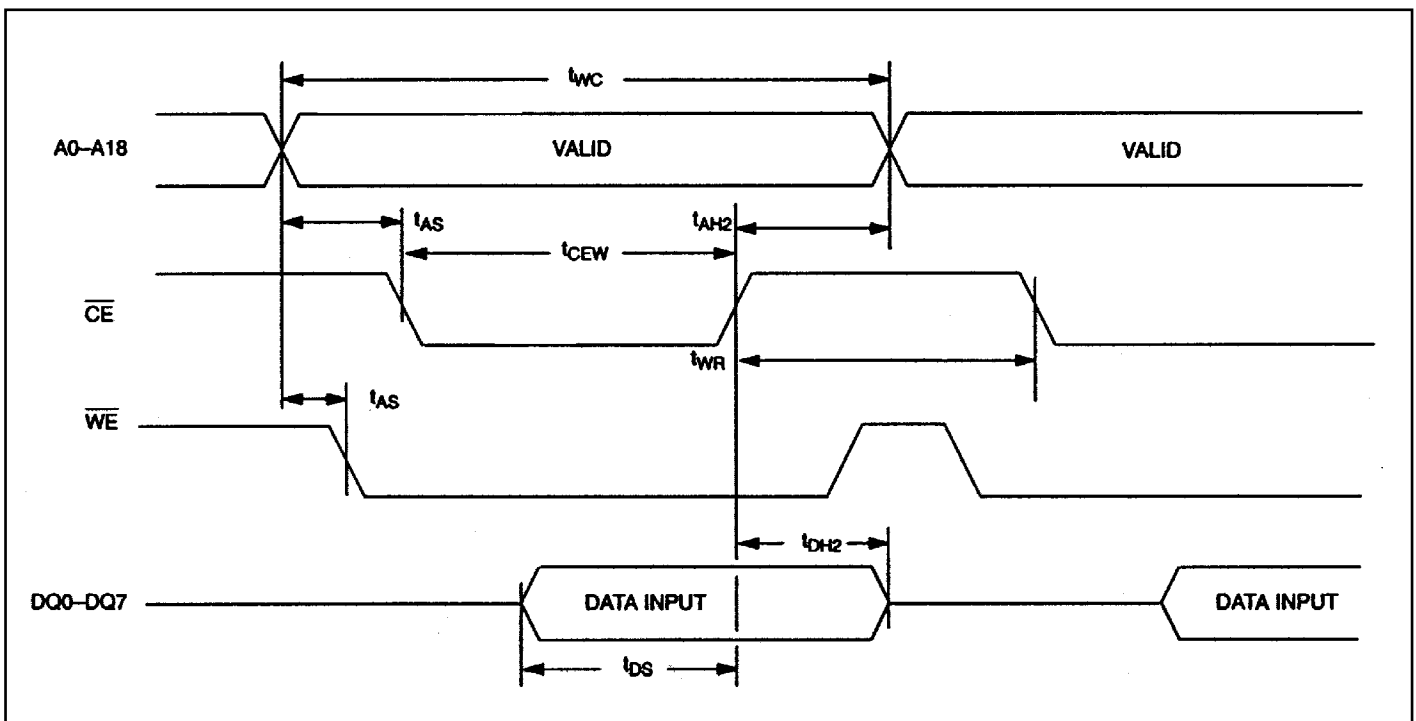 tWC
A0–A18
VALID
VALID
tAS
tAH2
tCEW
CE
tWR
tAS
WE
tDH2
DQ0–DQ7
DATA INPUT
DATA INPUT
tDS